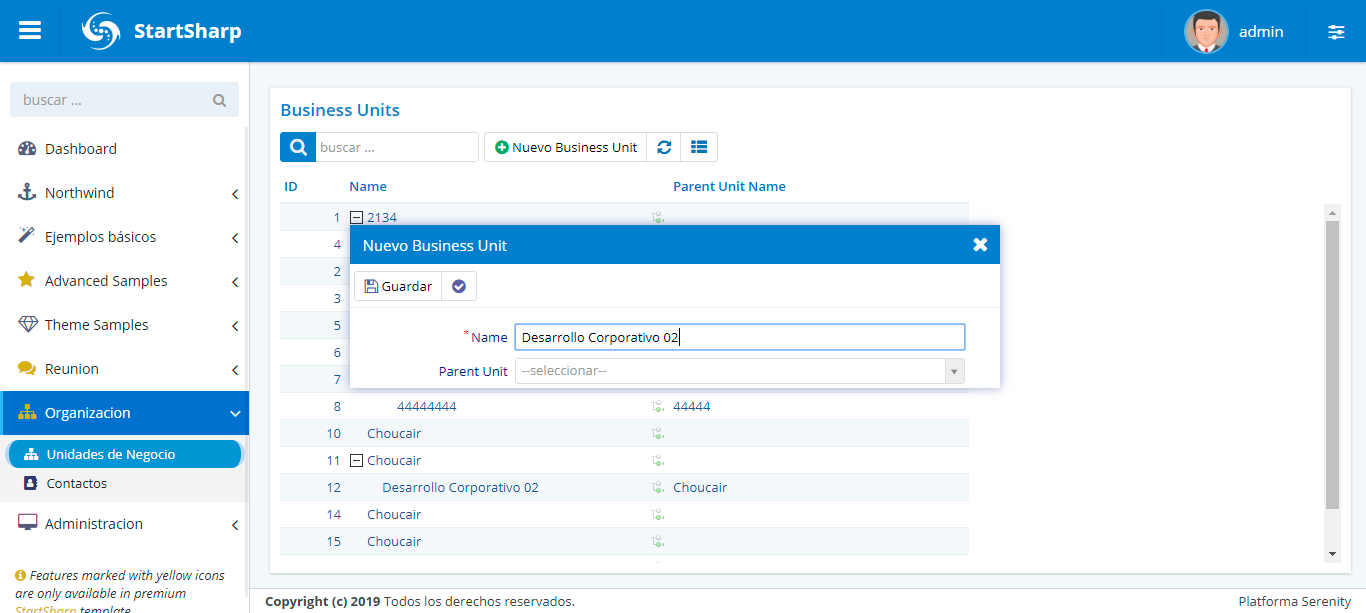 StartSharp
admin
buscar ...
Dashboard
Northwind
Ejemplos básicos
Advanced Samples
Theme Samples
Reunion
Organizacion
Unidades de Negocio
Contactos
Administracion
Features marked with yellow icons
are only available in premium
StartSharp template.
Business Units
buscar ...
Nuevo Business Unit
ID Name Parent Unit Name
1 2134
4
2
3
5
6
7
Nuevo Business Unit
Guardar
* Name Desarrollo Corporativo 02
Parent Unit --seleccionar--
8 44444444 44444
10 Choucair
11 Choucair
12 Desarrollo Corporativo 02 Choucair
14 Choucair
15 Choucair
Copyright (c) 2019 Todos los derechos reservados.
Platforma Serenity